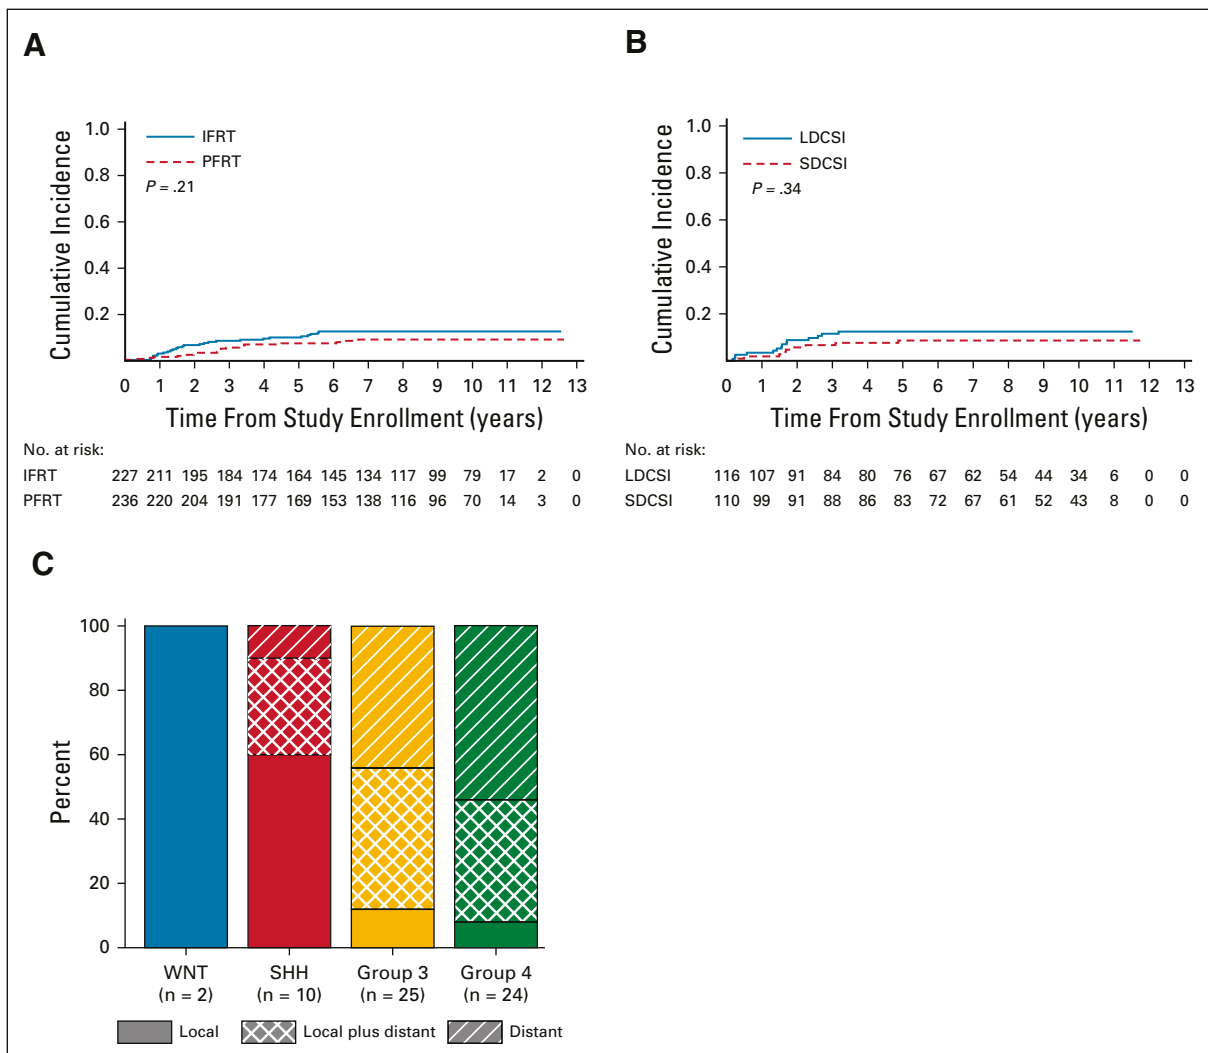 A
1.0
0.8
0.6
0.4
0.2
Cumulative Incidence
IFRT
PFRT
P = .21
0 1 2 3 4 5 6 7 8 9 10 11 12 13
Time From Study Enrollment (years)
No. at risk:
IFRT 227 211 195 184 174 164 145 134 117 99 79 17 2 0
PFRT 236 220 204 191 177 169 153 138 116 96 70 14 3 0
B
1.0
0.8
0.6
0.4
0.2
Cumulative Incidence
LDCSI
SDCSI
P = .34
0 1 2 3 4 5 6 7 8 9 10 11 12 13
Time From Study Enrollment (years)
No. at risk:
LDCSI 116 107 91 84 80 76 67 62 54 44 34 6 0 0
SDCSI 110 99 91 88 86 83 72 67 61 52 43 8 0 0
C
100
80
60
40
20
0
Percent
WNT SHH Group 3 Group 4
(n = 2) (n = 10) (n = 25) (n = 24)
Local Local plus distant Distant